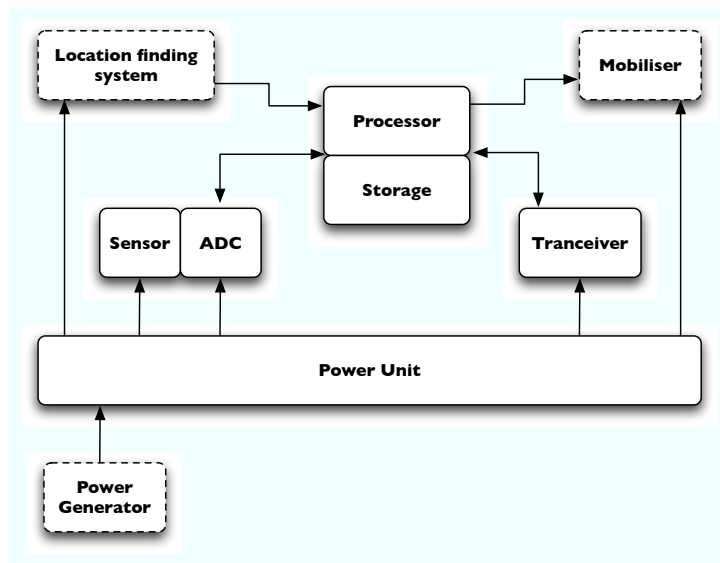 Location finding
system
Mobiliser
Processor
Storage
Sensor
ADC
Tranceiver
Power Unit
Power
Generator